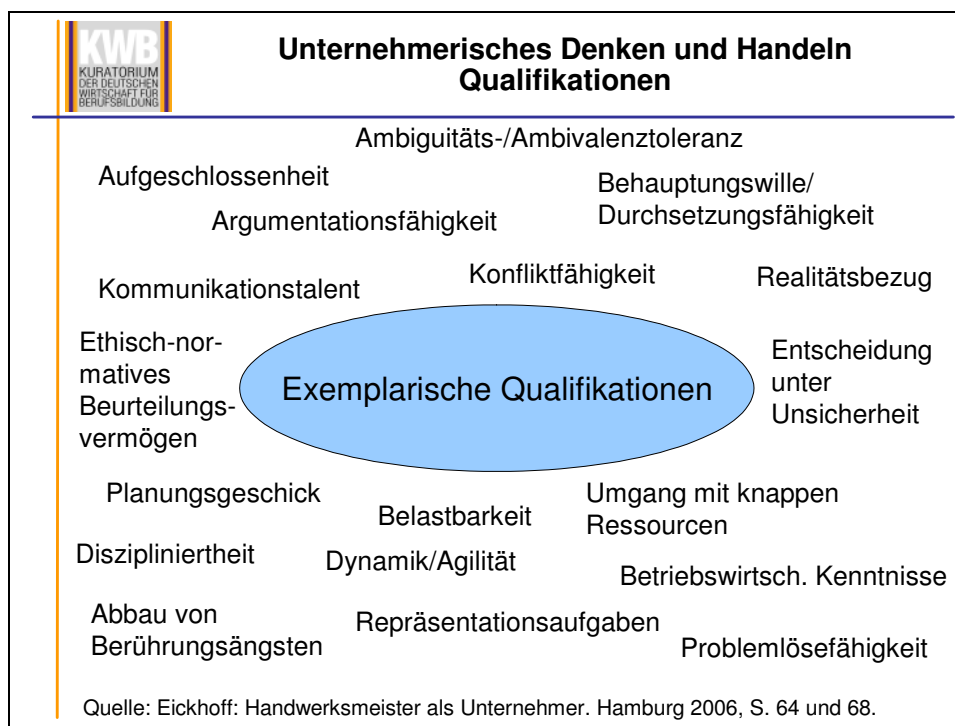 KWB
KURATORIUM
DER DEUTSCHEN
WIRTSCHAFT FÜR
BERUFSBILDUNG
Unternehmerisches Denken und Handeln
Qualifikationen
Ambiguitäts-/Ambivalenztoleranz
Aufgeschlossenheit
Behauptungswille/
Durchsetzungsfähigkeit
Argumentationsfähigkeit
Konfliktfähigkeit
Realitätsbezug
Kommunikationstalent
Ethisch-nor-
matives
Beurteilungs-
vermögen
Exemplarische Qualifikationen
Entscheidung
unter
Unsicherheit
Planungsgeschick
Belastbarkeit
Umgang mit knappen
Ressourcen
Diszipliniertheit
Dynamik/Agilität
Betriebswirtsch. Kenntnisse
Abbau von
Berührungsängsten
Repräsentationsaufgaben
Problemlösefähigkeit
Quelle: Eickhoff: Handwerksmeister als Unternehmer. Hamburg 2006, S. 64 und 68.